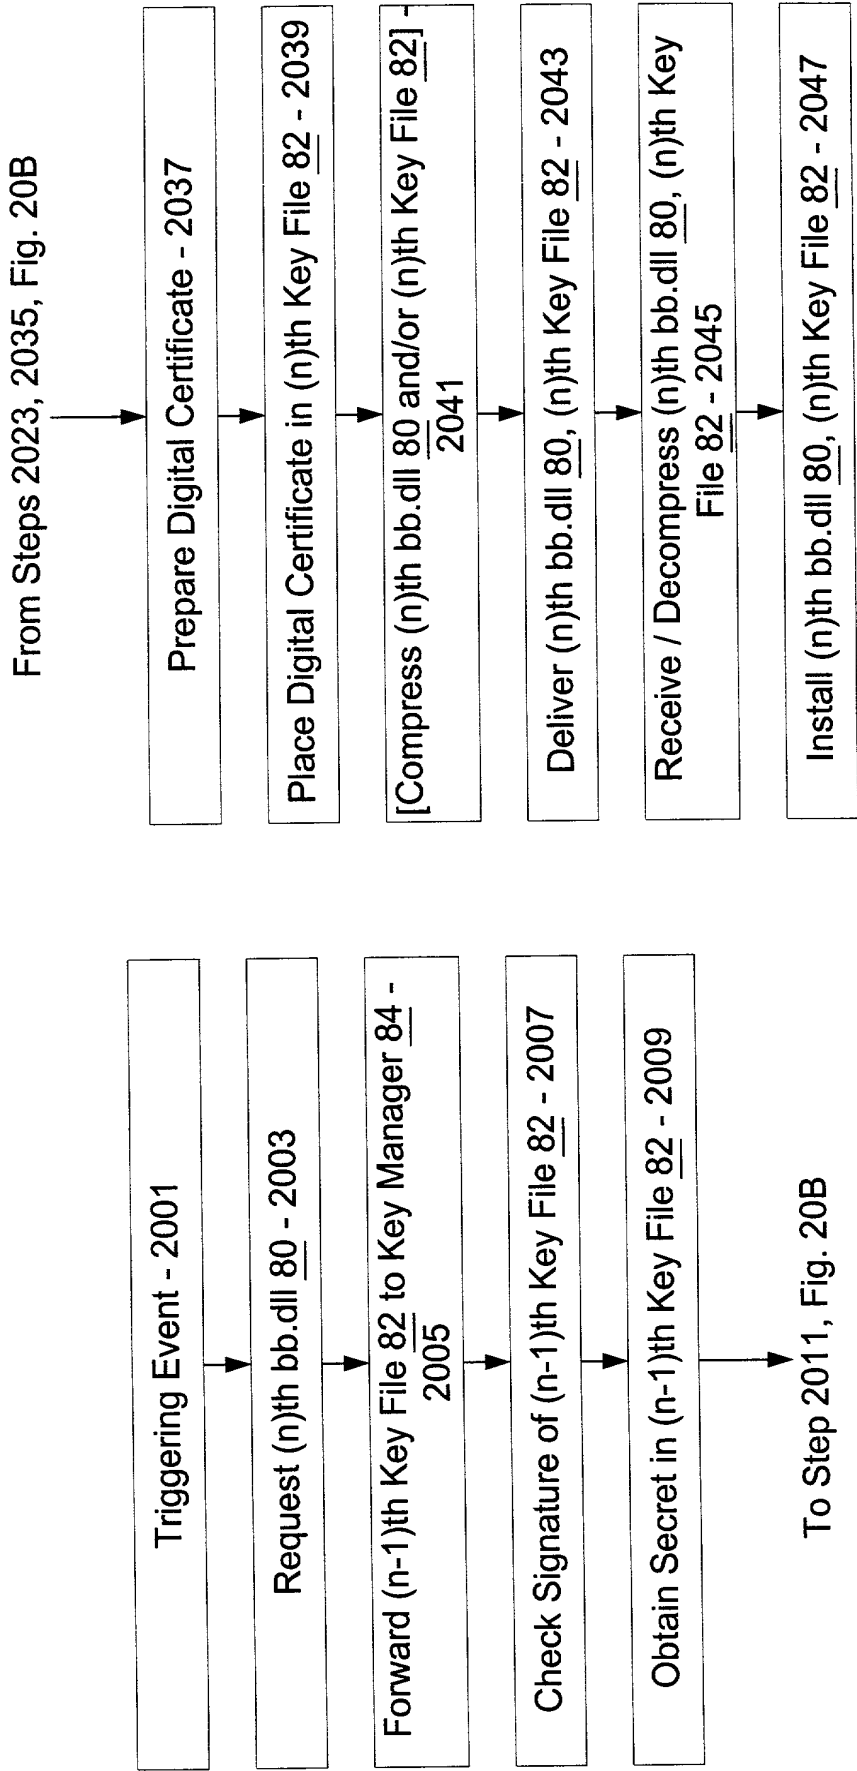 Triggering Event - 2001
Request (n)th bb.dll 80 - 2003
Forward (n-1)th Key File 82 to Key Manager 84 -
2005
Check Signature of (n-1)th Key File 82 - 2007
Obtain Secret in (n-1)th Key File 82 - 2009
To Step 2011, Fig. 20B
From Steps 2023, 2035, Fig. 20B
Prepare Digital Certificate - 2037
Place Digital Certificate in (n)th Key File 82 - 2039
[Compress (n)th bb.dll 80 and/or (n)th Key File 82] -
2041
Deliver (n)th bb.dll 80, (n)th Key File 82 - 2043
Receive / Decompress (n)th bb.dll 80, (n)th Key
File 82 - 2045
Install (n)th bb.dll 80, (n)th Key File 82 - 2047